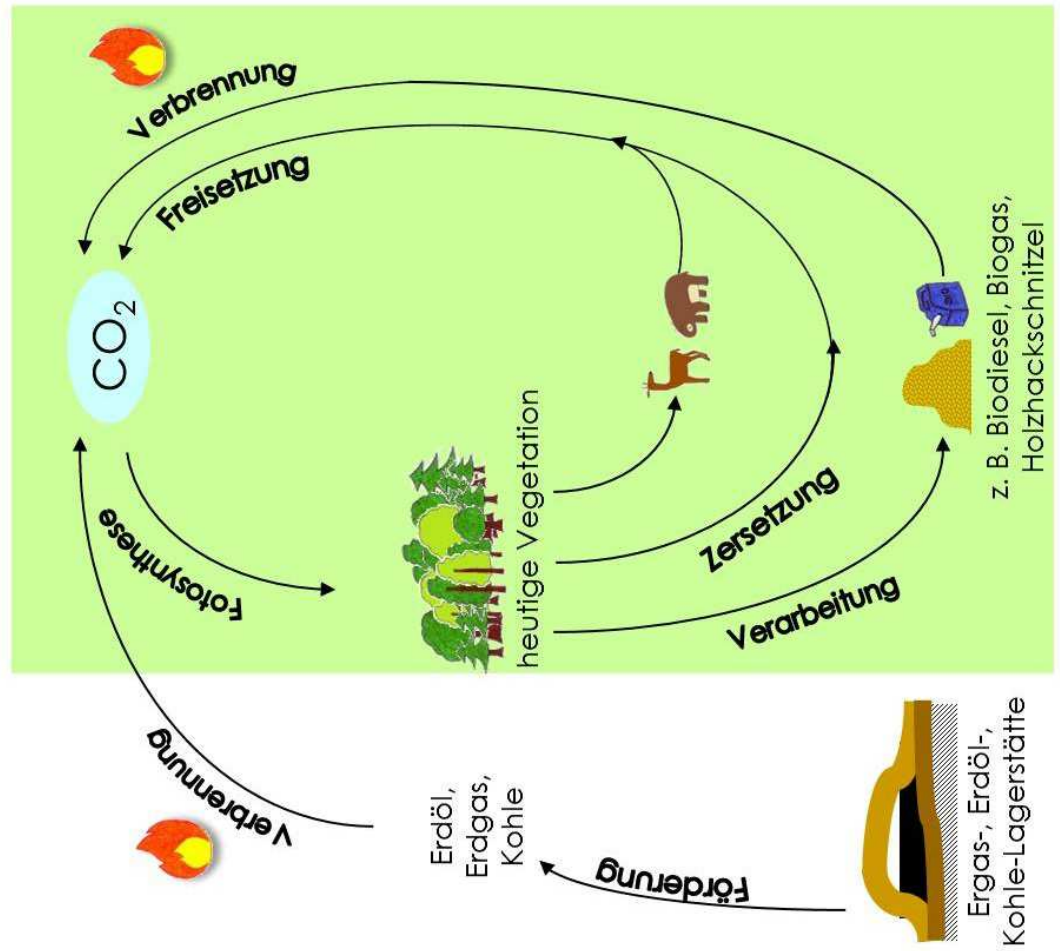 CO₂
Verbrennung
Freisetzung
Fotosynthese
Verbrennung
heutige Vegetation
Zersetzung
Verarbeitung
z. B. Biodiesel, Biogas,
Holzhackschnitzel
Erdöl,
Erdgas,
Kohle
Förderung
Ergas-, Erdöl-,
Kohle-Lagerstätte